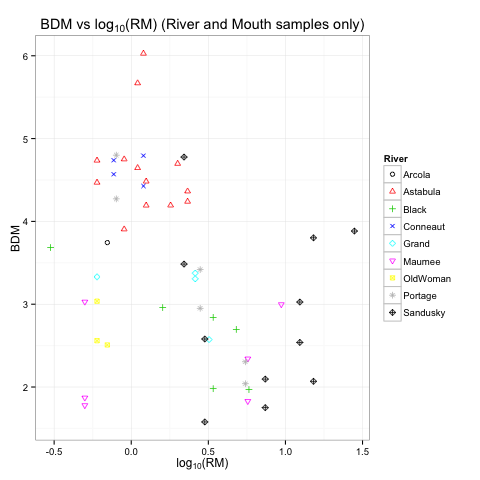 BDM vs log10(RM) (River and Mouth samples only)
6
5
4
3
2
BDM
-0.5 0.0 0.5 1.0 1.5
log10(RM)
River
Arcola
Astabula
Black
Conneaut
Grand
Maumee
OldWoman
Portage
Sandusky